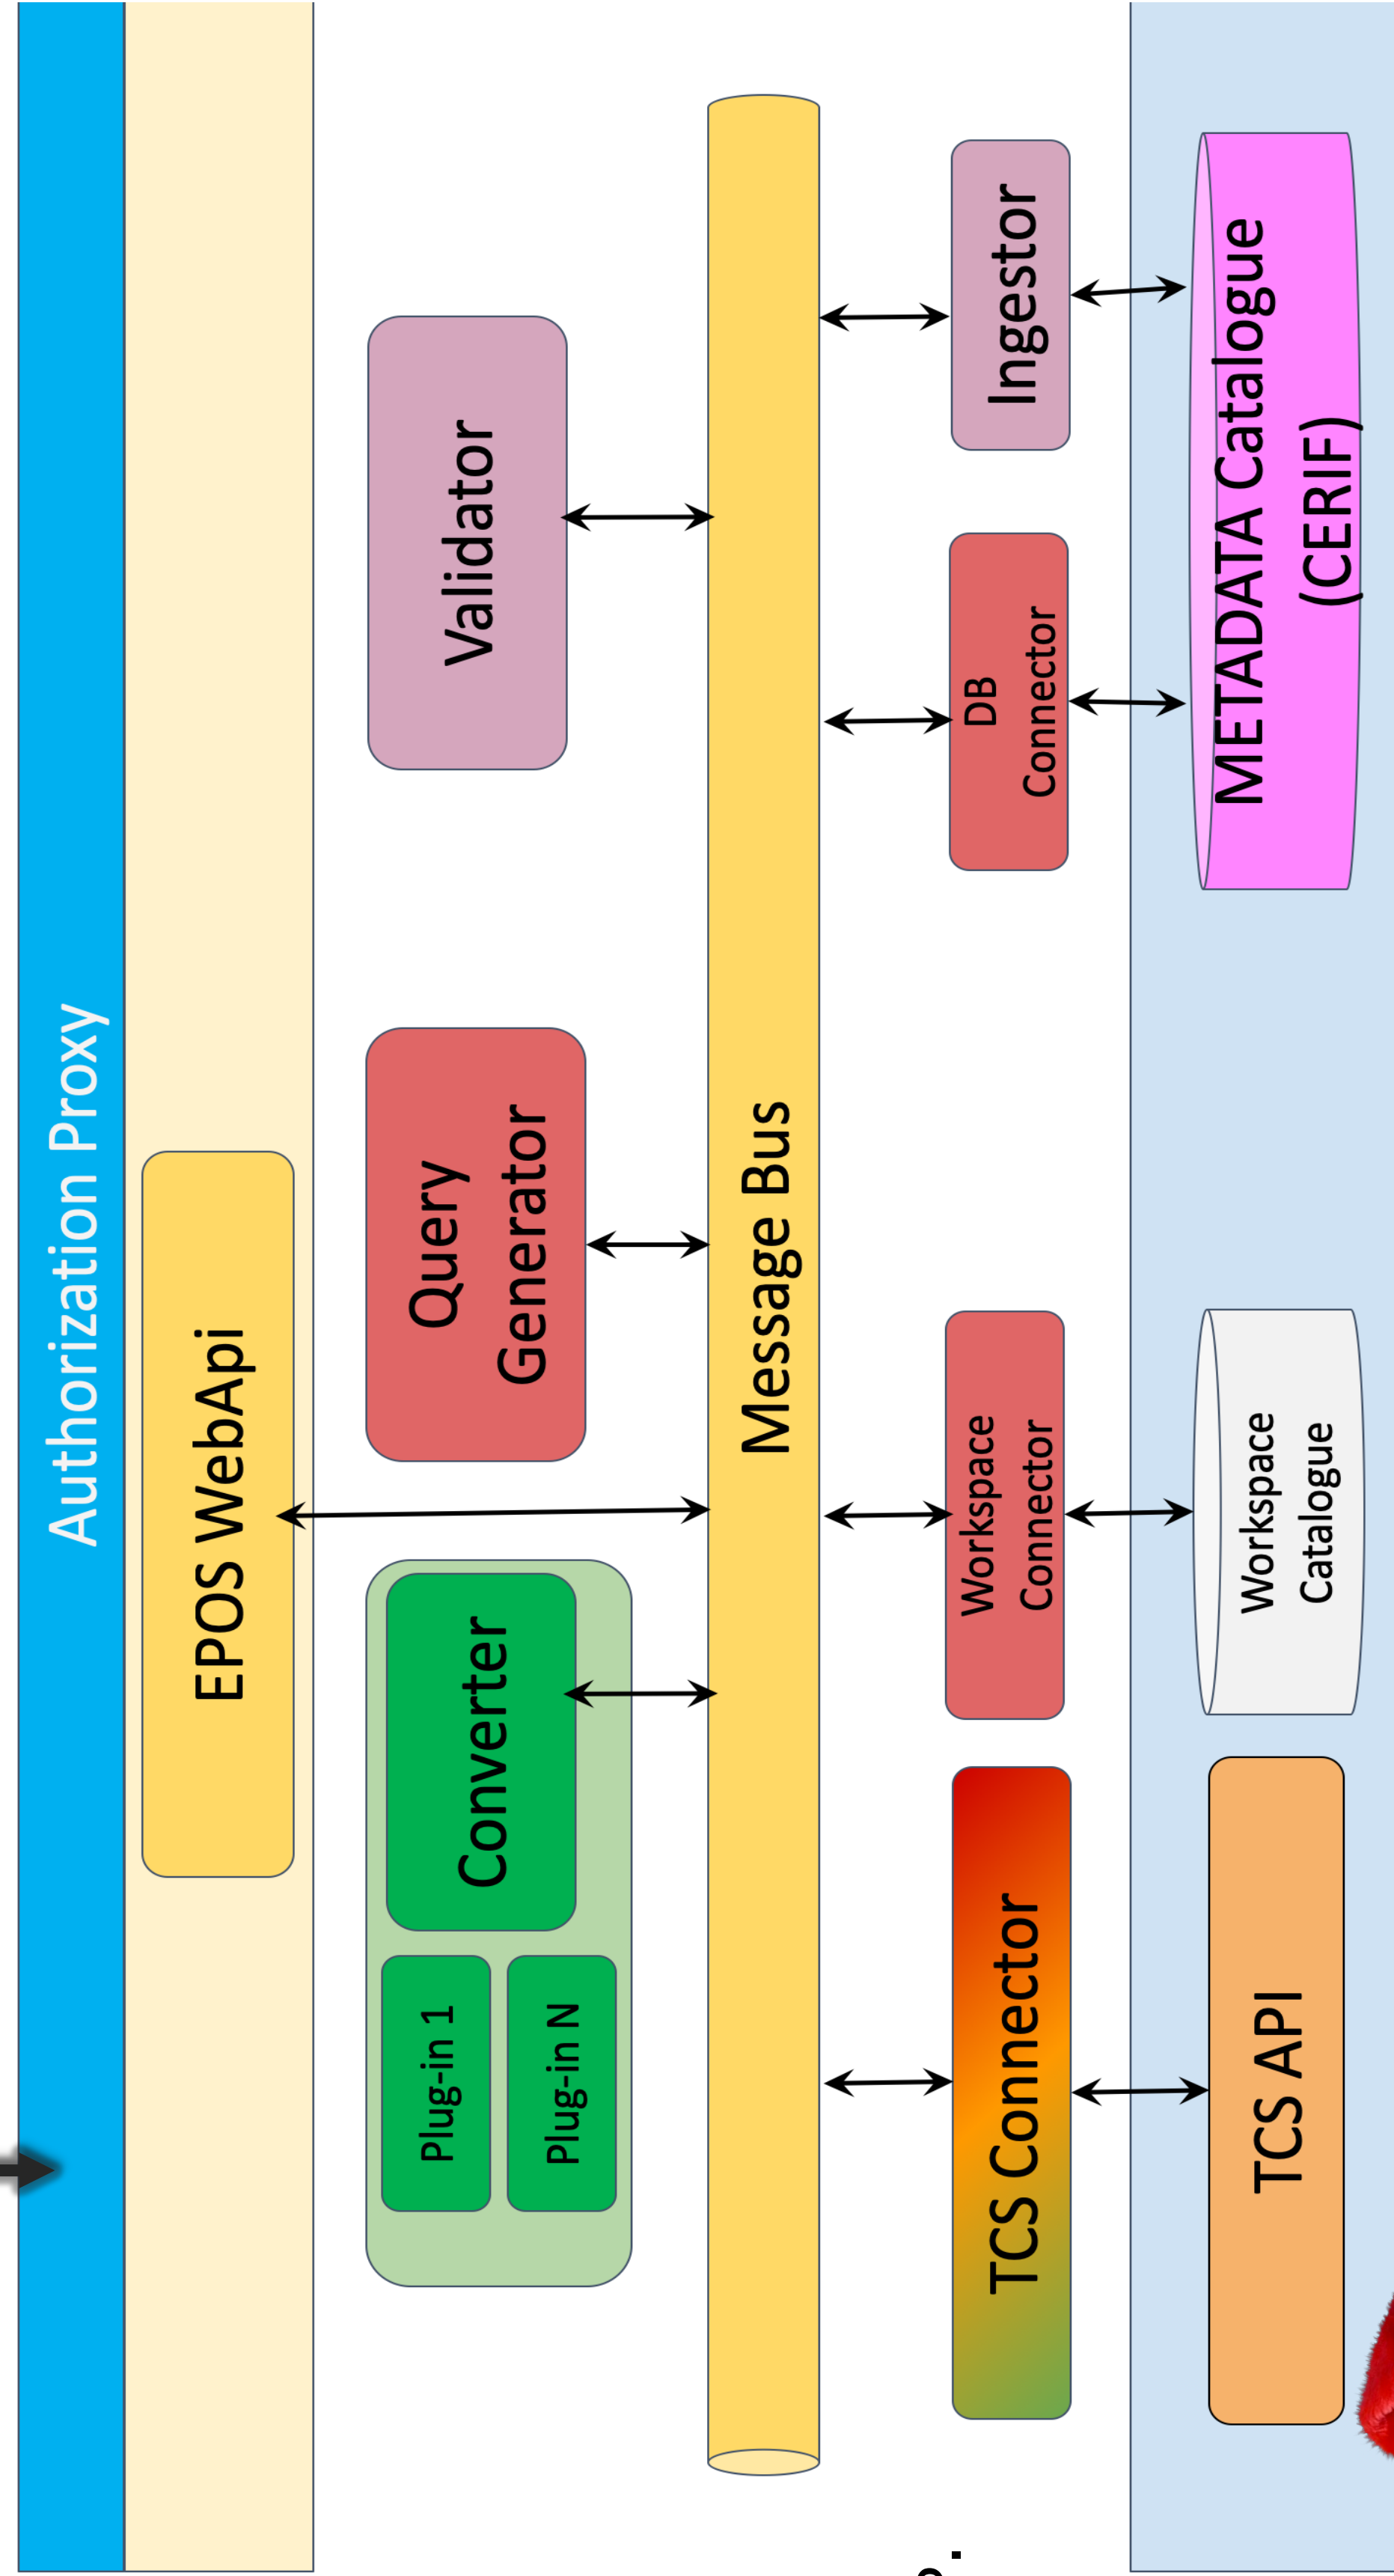 Authorization Proxy
EPOS WebApi
Plug-in 1
Plug-in N
Converter
Query
Generator
Validator
Message Bus
TCS Connector
Workspace
Connector
DB
Connector
Ingestor
TCS API
Workspace
Catalogue
METADATA Catalogue
(CERIF)